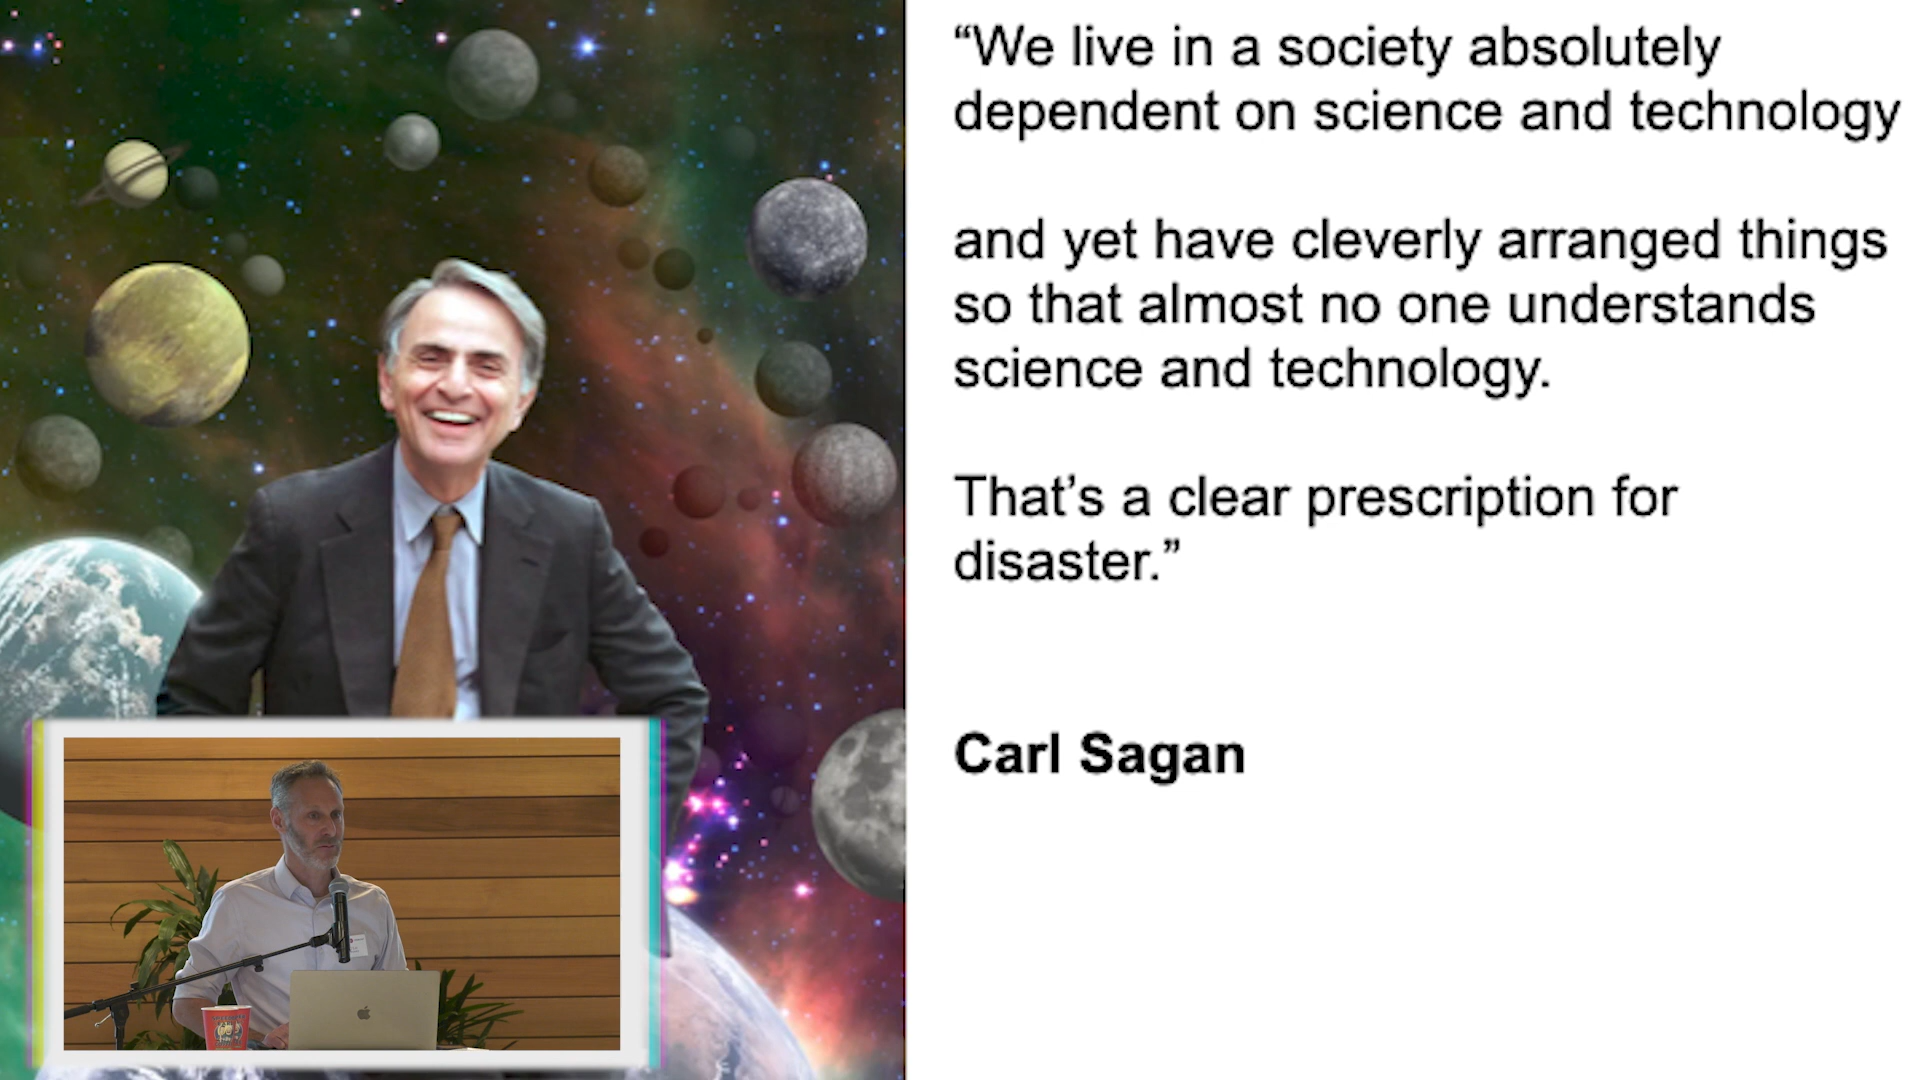 “We live in a society absolutely
dependent on science and technology
and yet have cleverly arranged things
so that almost no one understands
science and technology.
That’s a clear prescription for
disaster.”
Carl Sagan